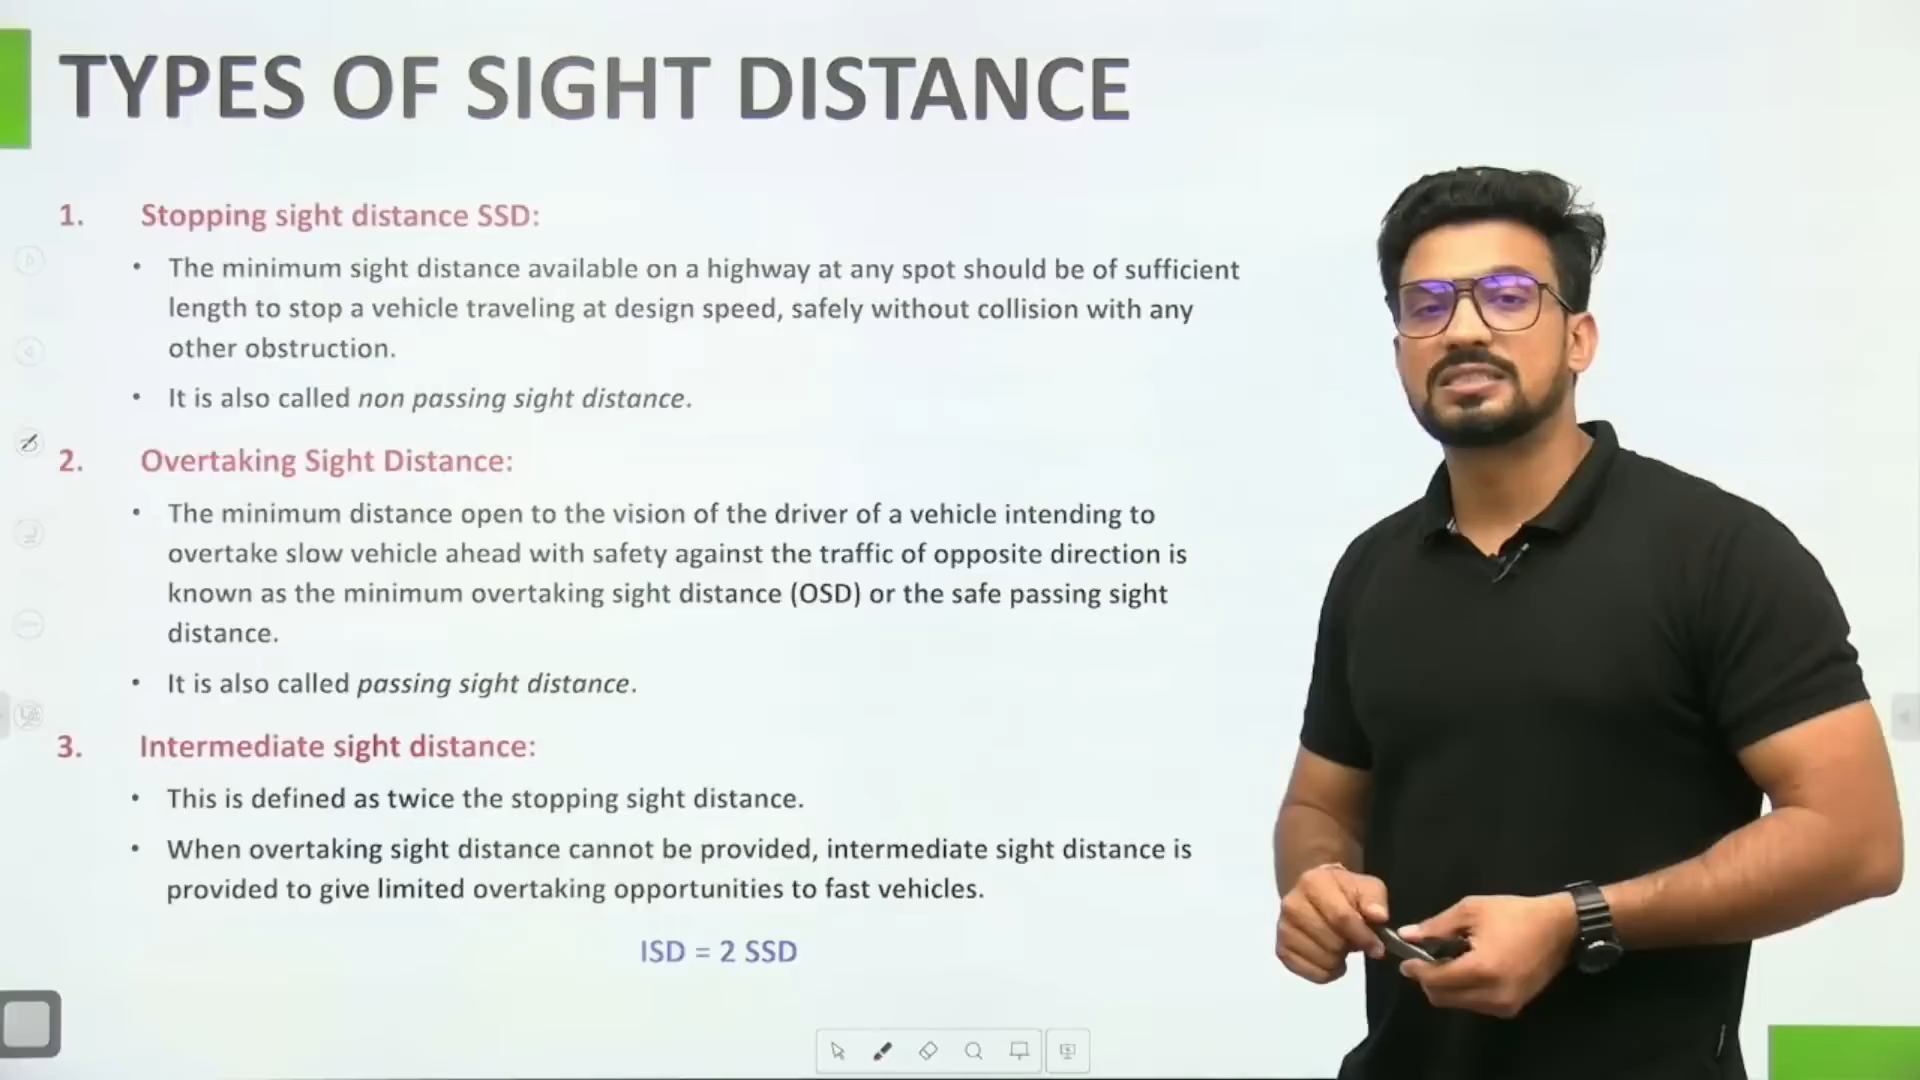 TYPES OF SIGHT DISTANCE
1. Stopping sight distance SSD:
• The minimum sight distance available on a highway at any spot should be of sufficient
length to stop a vehicle traveling at design speed, safely without collision with any
other obstruction.
• It is also called non passing sight distance.
2. Overtaking Sight Distance:
• The minimum distance open to the vision of the driver of a vehicle intending to
overtake slow vehicle ahead with safety against the traffic of opposite direction is
known as the minimum overtaking sight distance (OSD) or the safe passing sight
distance.
• It is also called passing sight distance.
3. Intermediate sight distance:
• This is defined as twice the stopping sight distance.
• When overtaking sight distance cannot be provided, intermediate sight distance is
provided to give limited overtaking opportunities to fast vehicles.
ISD = 2 SSD